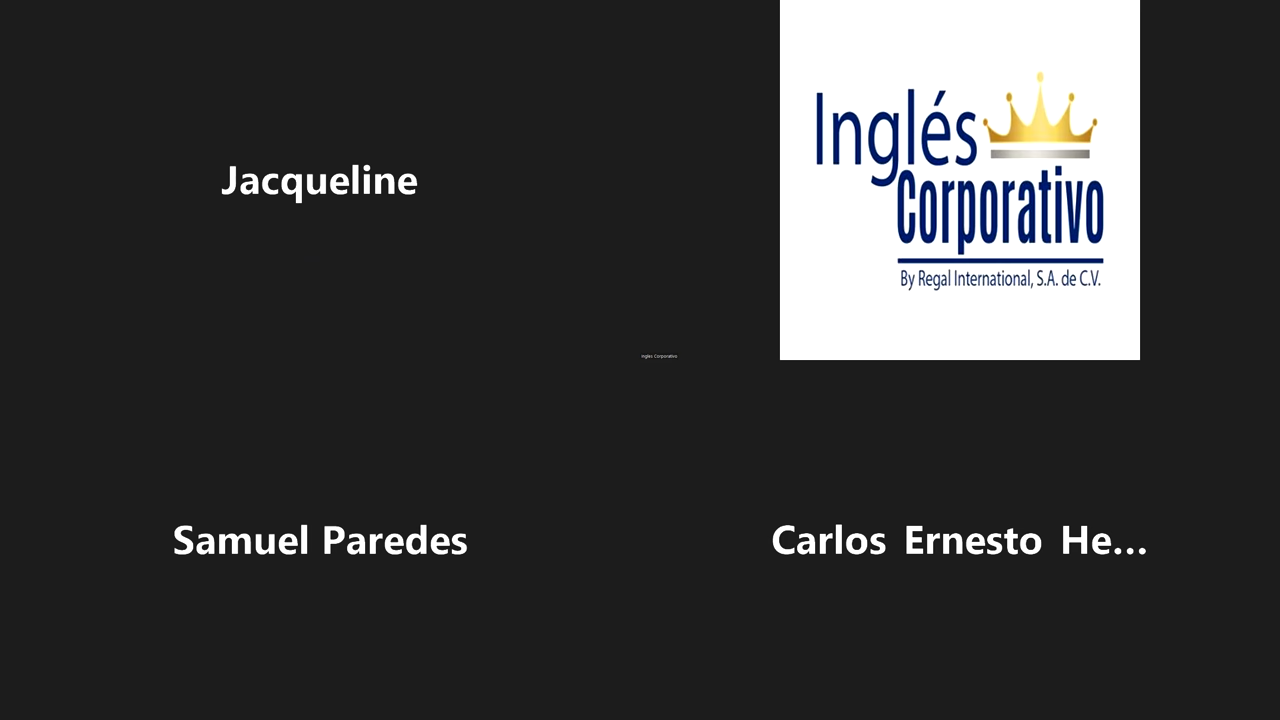 Jacqueline
Inglés
Corporativo
By Regal International, S.A. de C.V.
Inglés Corporativo
Samuel Paredes
Carlos Ernesto He...